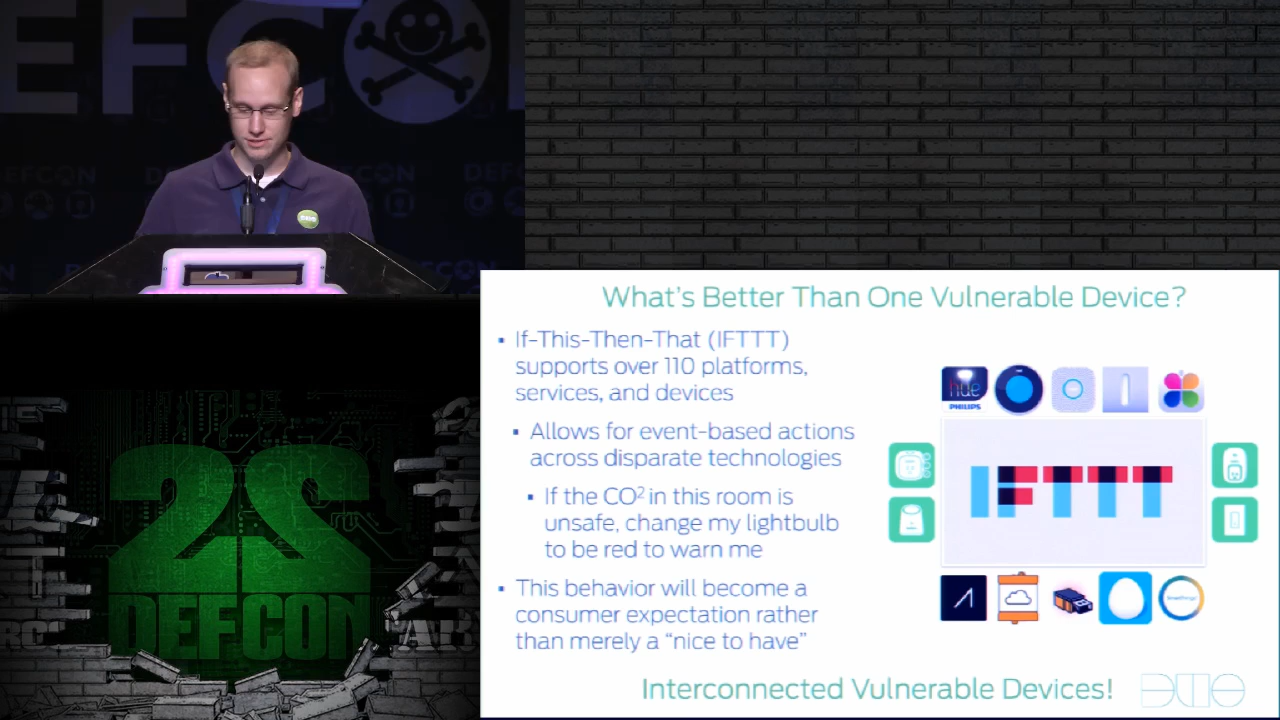 DEFCON
DEFCON
What's Better Than One Vulnerable Device?
▪ If-This-Then-That (IFTTT)
supports over 110 platforms,
services, and devices
▪ Allows for event-based actions
across disparate technologies
▪ If the CO² in this room is
unsafe, change my lightbulb
to be red to warn me
▪ This behavior will become a
consumer expectation rather
than merely a “nice to have”
hue
PHILIPS
IFTTT
Interconnected Vulnerable Devices!
DUO
22
DEFCON